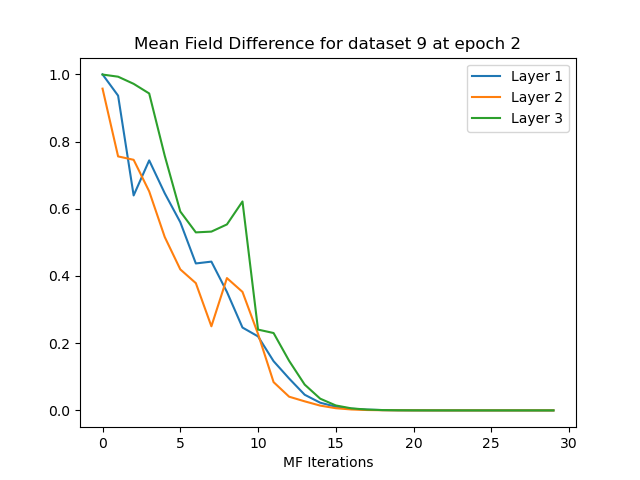 Mean Field Difference for dataset 9 at epoch 2
Layer 1
Layer 2
Layer 3
1.0
0.8
0.6
0.4
0.2
0.0
0 5 10 15 20 25 30
MF Iterations